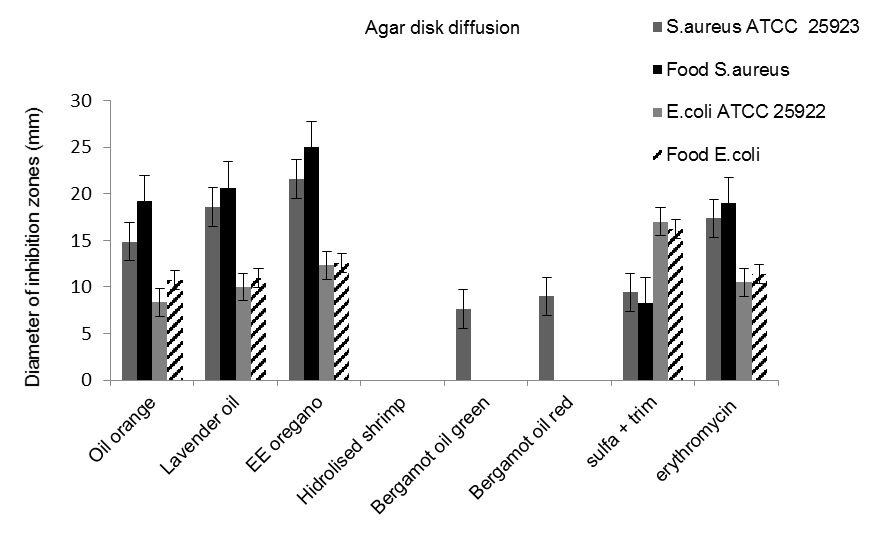 Agar disk diffusion
S.aureus ATCC 25923
Food S.aureus
E.coli ATCC 25922
Food E.coli
Diameter of inhibition zones (mm)
30
25
20
15
10
5
0
Oil orange
Lavender oil
EE oregano
Hidrolised shrimp
Bergamot oil green
Bergamot oil red
sulfa + trim
erythromycin